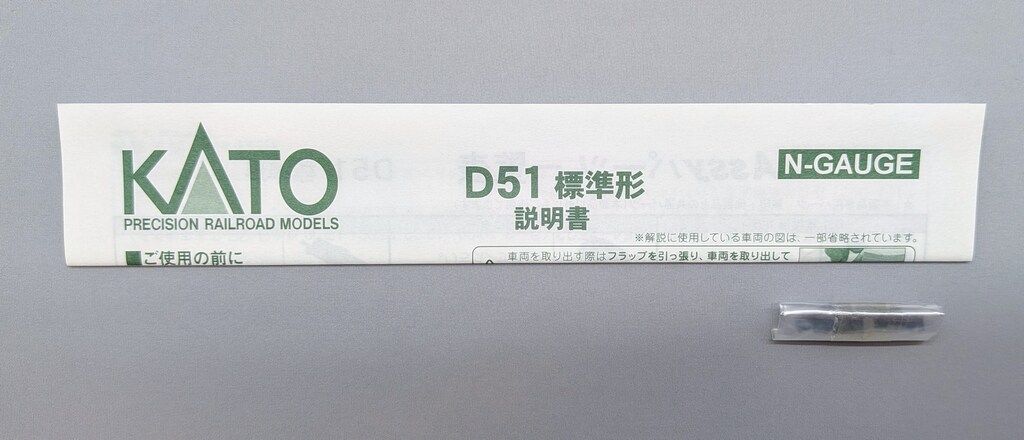 KATO
PRECISION RAILROAD MODELS
D51 標準形
説明書
N-GAUGE
※解説に使用している車両の図は、一部省略されています。
■ご使用の前に
車両を取り出す際はフラップを引っ張り、車両を取り出して